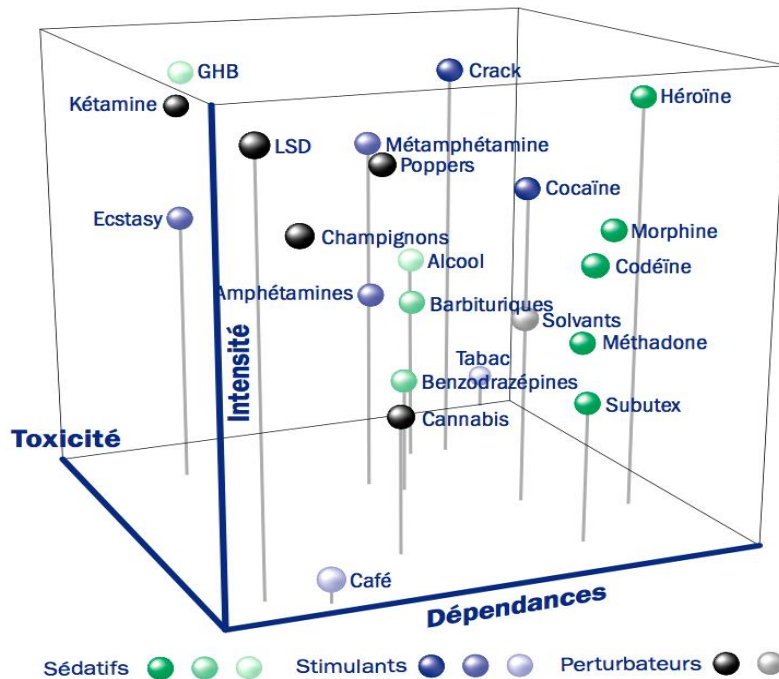 GHB
Crack
Kétamine
Héroïne
LSD
Métamphétamine
Poppers
Cocaïne
Ecstasy
Champignons
Morphine
Alcool
Codéïne
Amphétamines
Barbituriques
Solvants
Méthadone
Intensité
Tabac
Benzodrazépines
Subutex
Cannabis
Toxicité
Café
Dépendances
Sédatifs
Stimulants
Perturbateurs